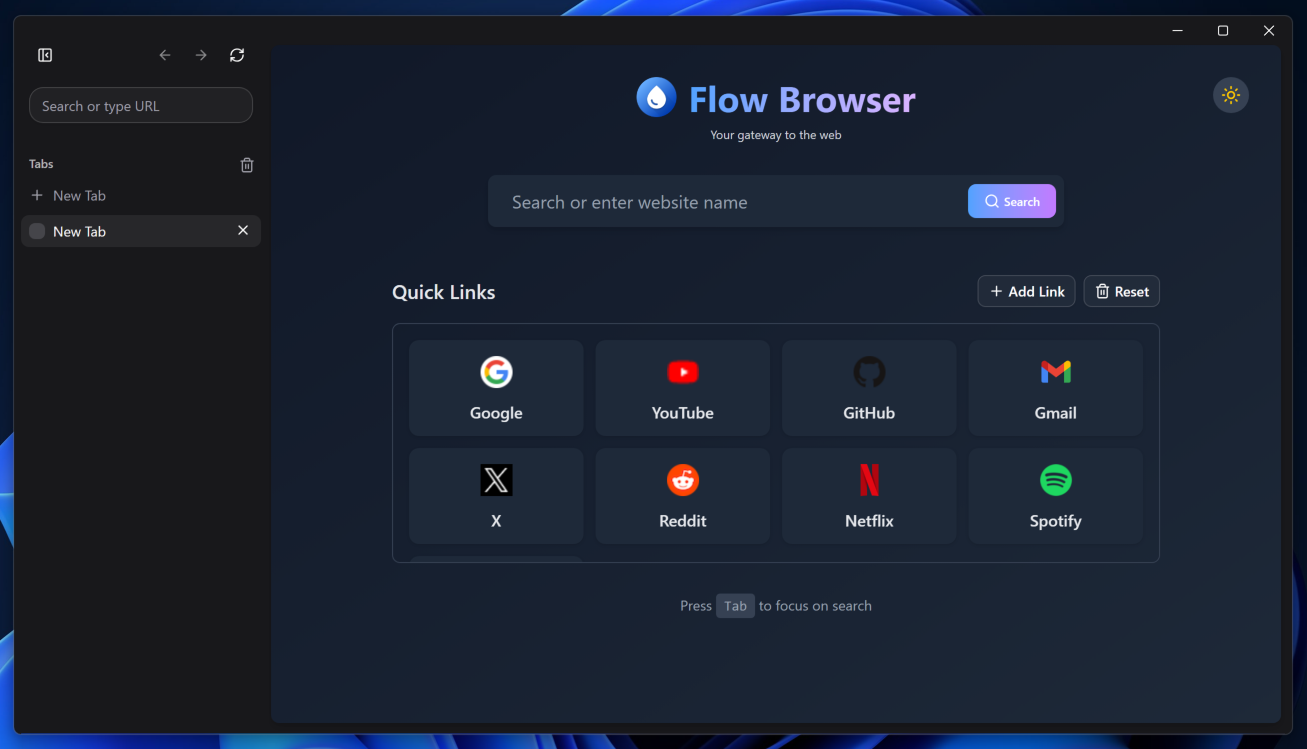 Search or type URL
Tabs
New Tab
New Tab
Flow Browser
Your gateway to the web
Search or enter website name
Search
Quick Links
Add Link
Reset
Google
YouTube
GitHub
Gmail
X
Reddit
Netflix
Spotify
Press Tab to focus on search